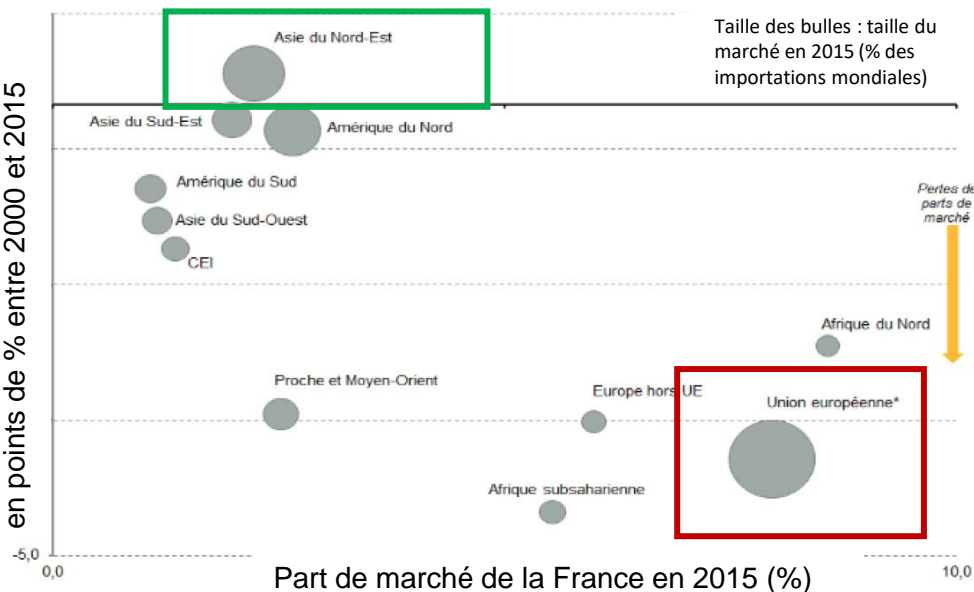 Taille des bulles : taille du
marché en 2015 (% des
importations mondiales)
Asie du Nord-Est
Asie du Sud-Est
Amérique du Nord
Amérique du Sud
Asie du Sud-Ouest
CEI
Pertes de
parts de
marché
Afrique du Nord
Proche et Moyen-Orient
Europe hors UE
Union européenne*
Afrique subsaharienne
en points de % entre 2000 et 2015
-5,0
0,0
10,0
Part de marché de la France en 2015 (%)